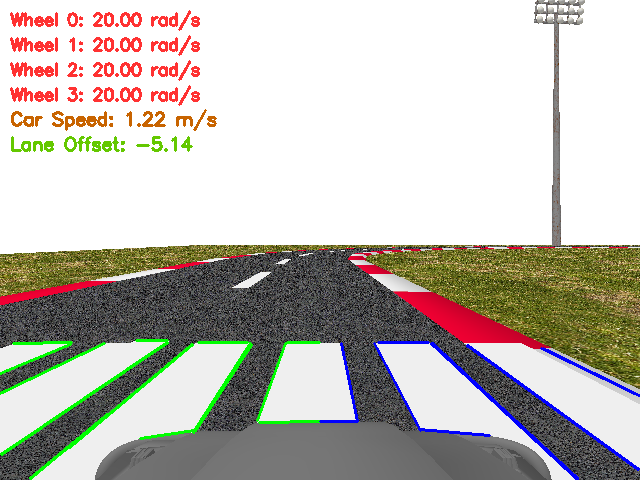 Wheel 0: 20.00 rad/s
Wheel 1: 20.00 rad/s
Wheel 2: 20.00 rad/s
Wheel 3: 20.00 rad/s
Car Speed: 1.22 m/s
Lane Offset: -5.14